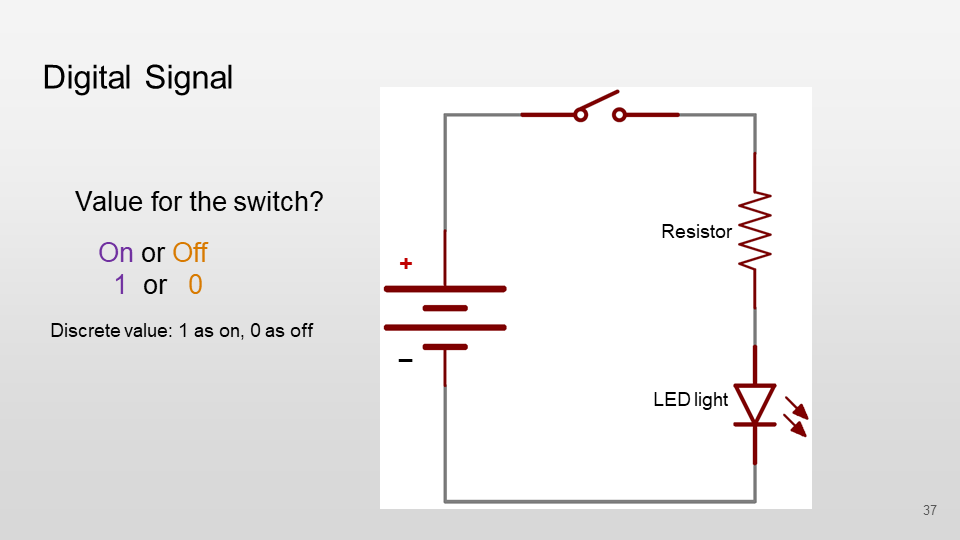 Digital Signal
Value for the switch?
On or Off
1 or 0
Discrete value: 1 as on, 0 as off
+
–
Resistor
LED light
37